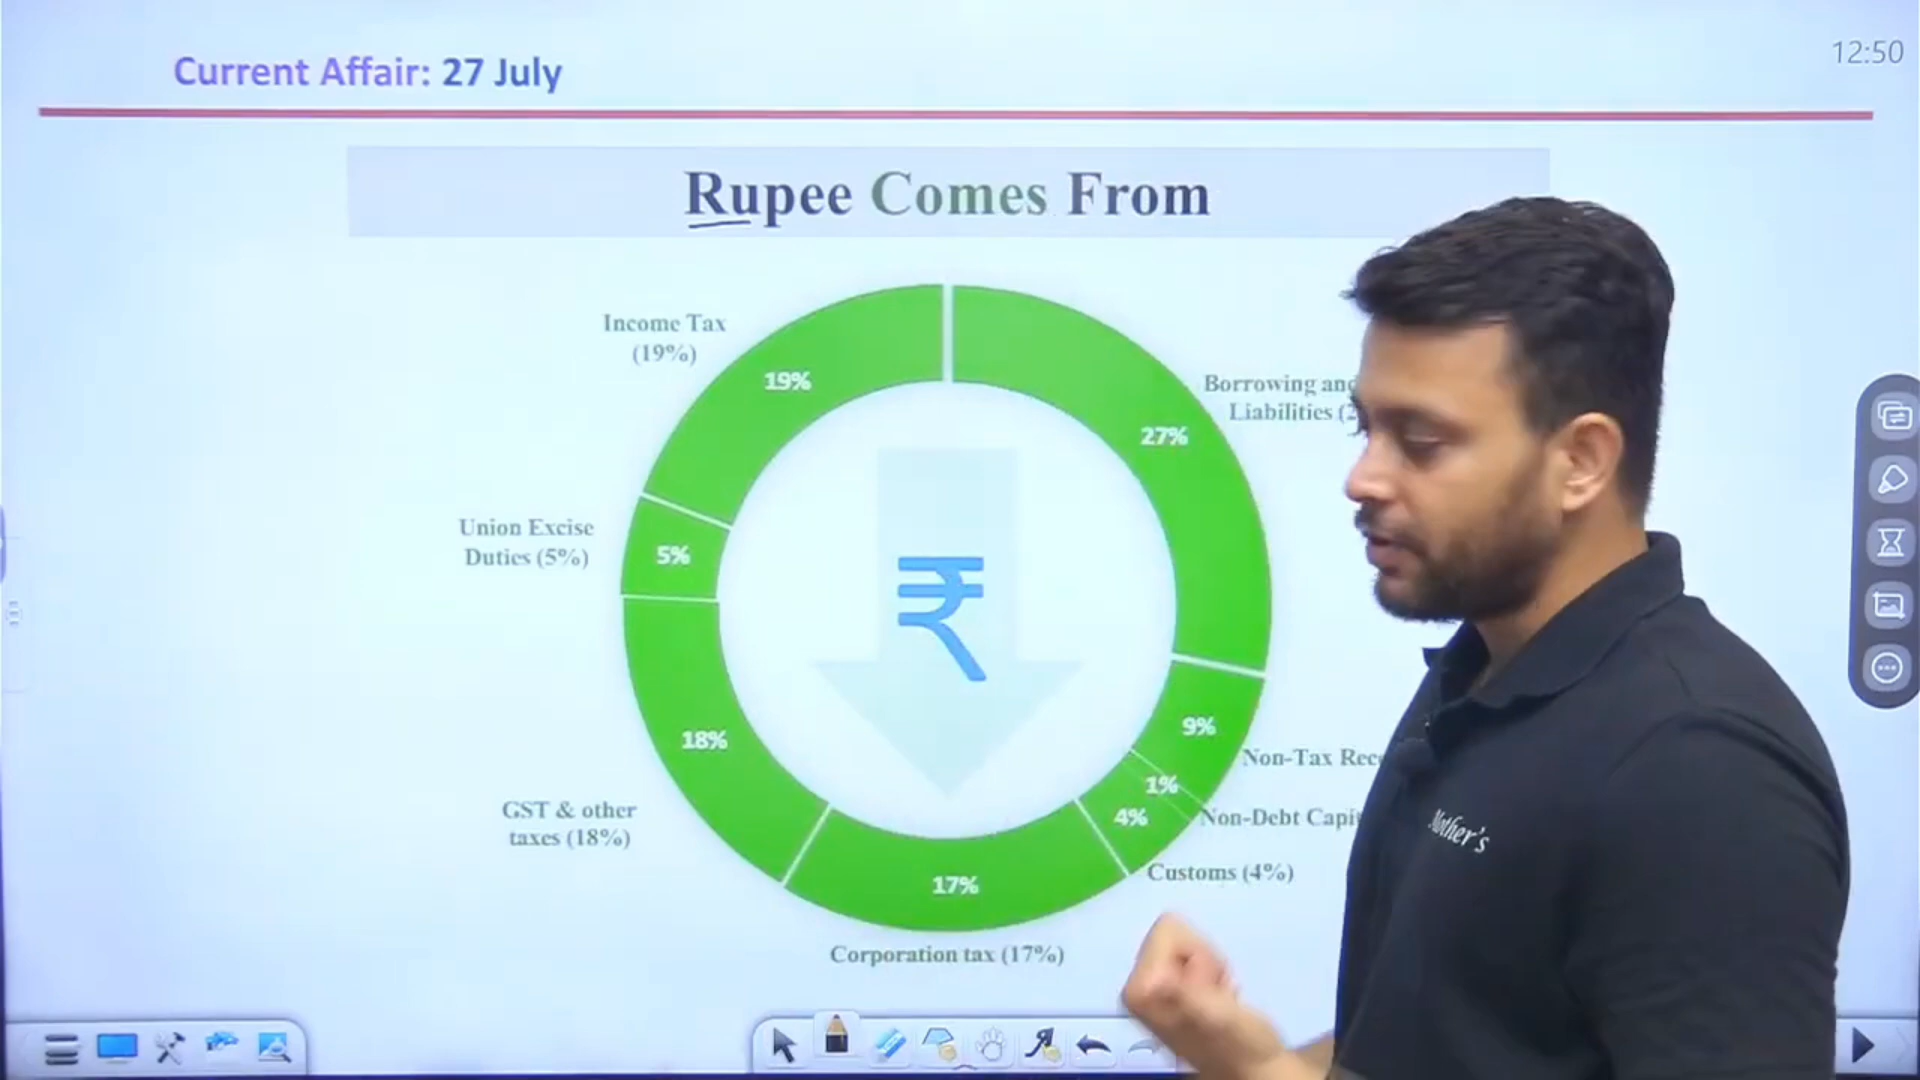 Current Affair: 27 July
12:50
Rupee Comes From
Income Tax
(19%)
19%
Borrowing and
Liabilities
27%
Union Excise
Duties (5%)
5%
18%
9%
Non-Tax
1%
Non-Debt
4%
GST & other
taxes (18%)
Customs (4%)
17%
Corporation tax (17%)
₹
Mother's